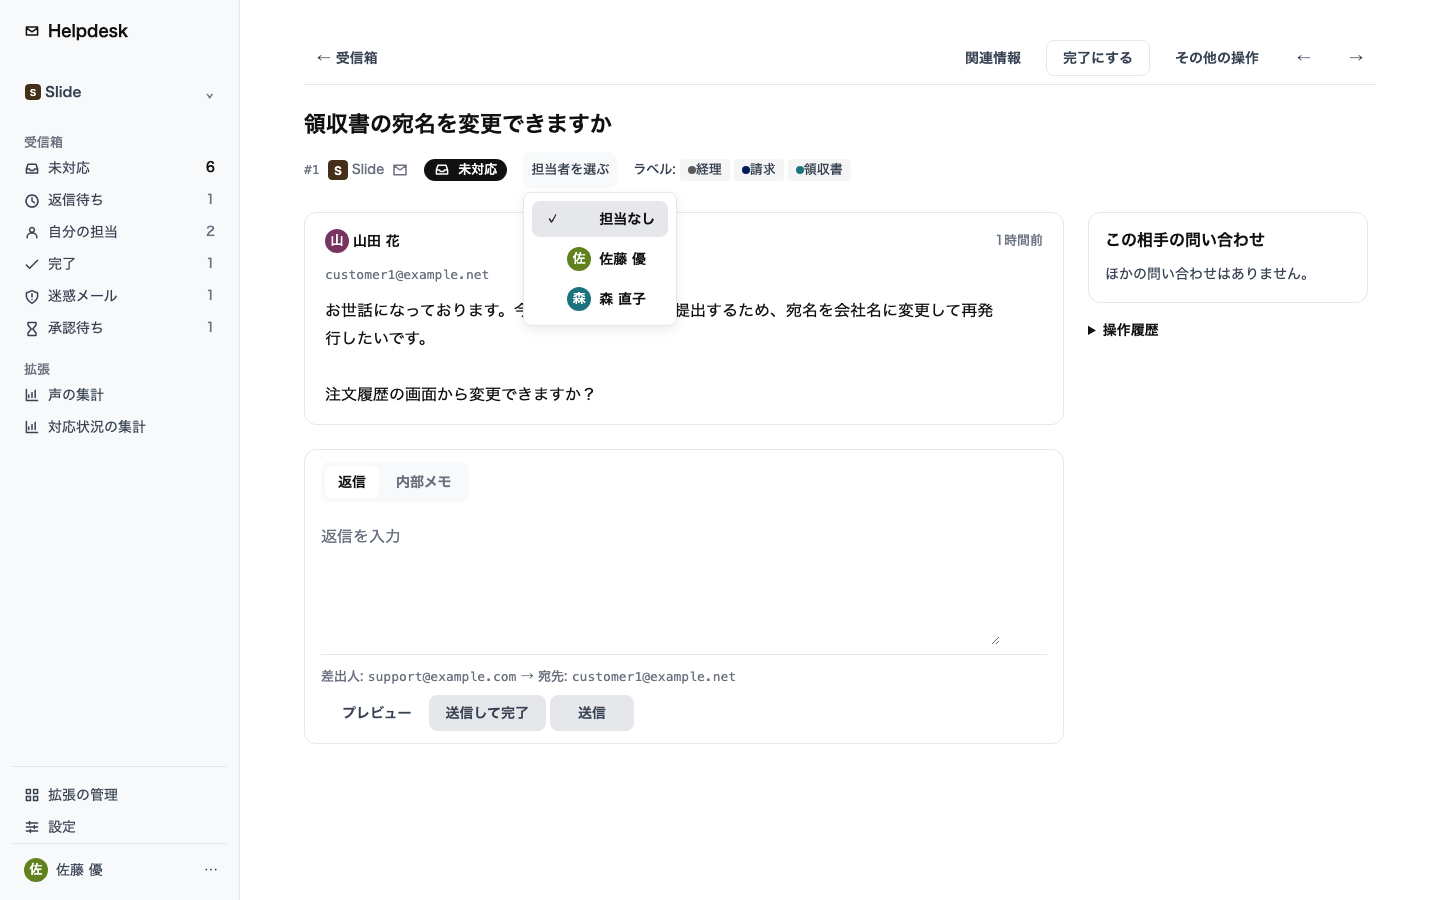 Helpdesk
S Slide
受信箱
未対応 6
返信待ち 1
自分の担当 2
完了 1
迷惑メール 1
承認待ち 1
拡張
声の集計
対応状況の集計
拡張の管理
設定
佐 佐藤 優 …
← 受信箱
関連情報 完了にする その他の操作 ← →
領収書の宛名を変更できますか
#1 S Slide 未対応 担当者を選ぶ ラベル: 経理 請求 領収書
✓ 担当なし
佐 佐藤 優
森 森 直子
山 山田 花 1時間前
customer1@example.net
お世話になっております。 提出するため、宛名を会社名に変更して再発
行したいです。
注文履歴の画面から変更できますか？
返信 内部メモ
返信を入力
差出人: support@example.com → 宛先: customer1@example.net
プレビュー 送信して完了 送信
この相手の問い合わせ
ほかの問い合わせはありません。
▶ 操作履歴